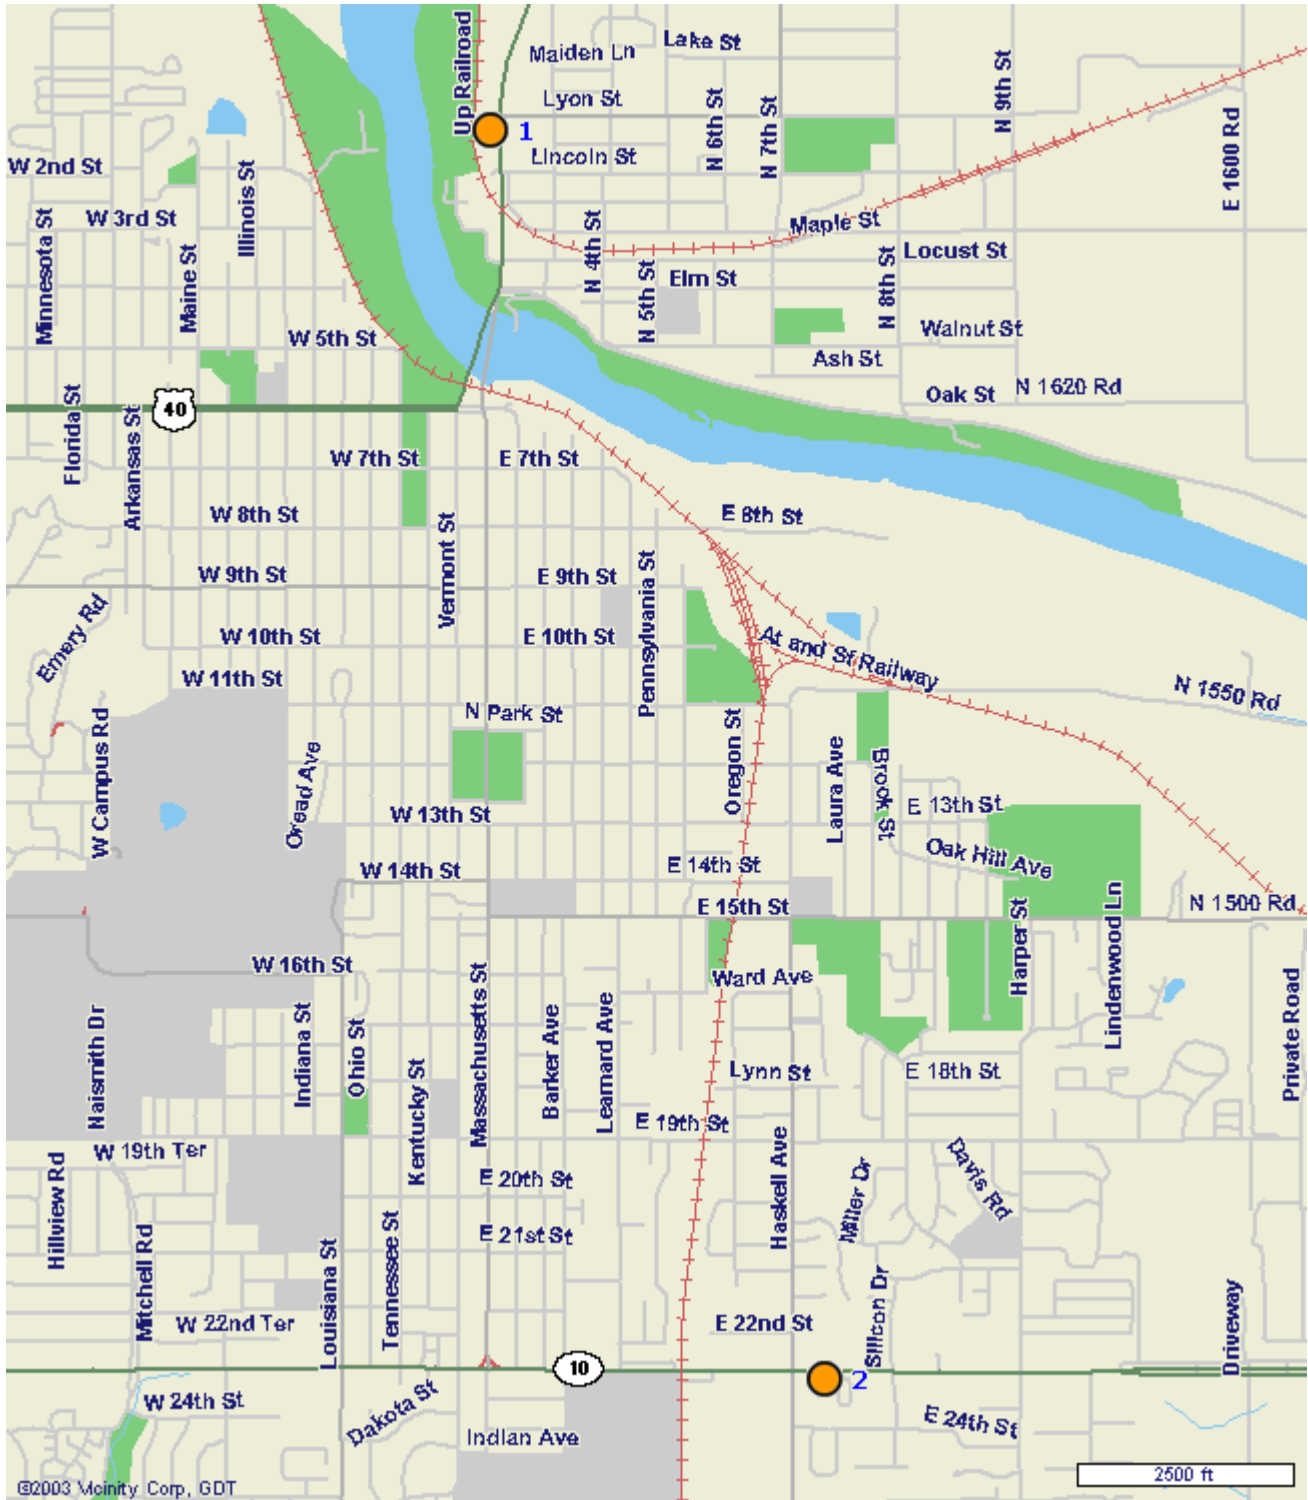 Lake St
Maiden Ln
Up Railroad
Lyon St
1
N 6th St
N 7th St
N 9th St
E 1600 Rd
Lincoln St
W 2nd St
Illinois St
W 3rd St
Minnesota St
Maine St
N 4th St
Maple St
Locust St
N 5th St
Elm St
N 8th St
W 5th St
Walnut St
Ash St
Oak St
N 1620 Rd
40
Florida St
Arkansas St
W 7th St
E 7th St
W 8th St
Vermont St
E 8th St
W 9th St
E 9th St
Pennsylvania St
Emery Rd
W 10th St
E 10th St
At and Sf Railway
W 11th St
N 1550 Rd
N Park St
W Campus Rd
Oread Ave
Oregon St
Laura Ave
Brook St
W 13th St
E 13th St
W 14th St
E 14th St
Oak Hill Ave
E 15th St
Harper St
Lindenwood Ln
N 1500 Rd
W 16th St
Ward Ave
Naismith Dr
Indiana St
Ohio St
Kentucky St
Massachusetts St
Barker Ave
Learnard Ave
Lynn St
E 18th St
Private Road
W 19th Ter
E 19th St
Haskell Ave
Miller Dr
Davis Rd
Hillview Rd
E 20th St
Mitchell Rd
Louisiana St
Tennessee St
E 21st St
W 22nd Ter
E 22nd St
Silicon Dr
Driveway
10
2
W 24th St
Dakota St
Indian Ave
E 24th St
2500 ft
©2003 Vicinity Corp, GDT